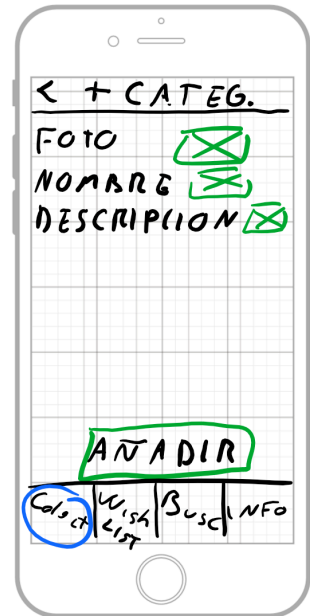 < + CATEG.
FOTO
NOMBRE
DESCRIPCION
AÑADIR
Colect
Wish LIST
Busc
INFO